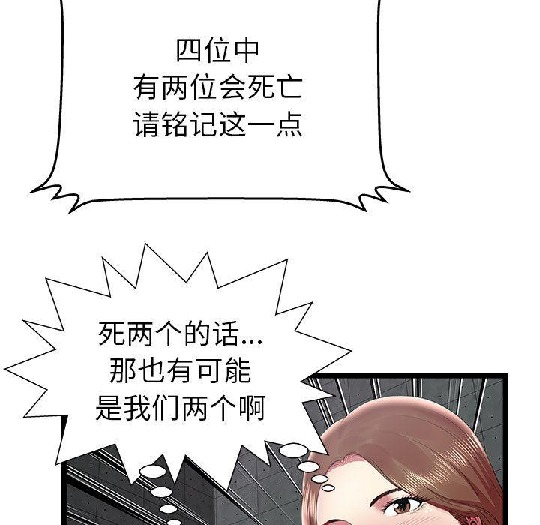 四位中
有两位会死亡
请铭记这一点
死两个的话...
那也有可能
是我们两个啊